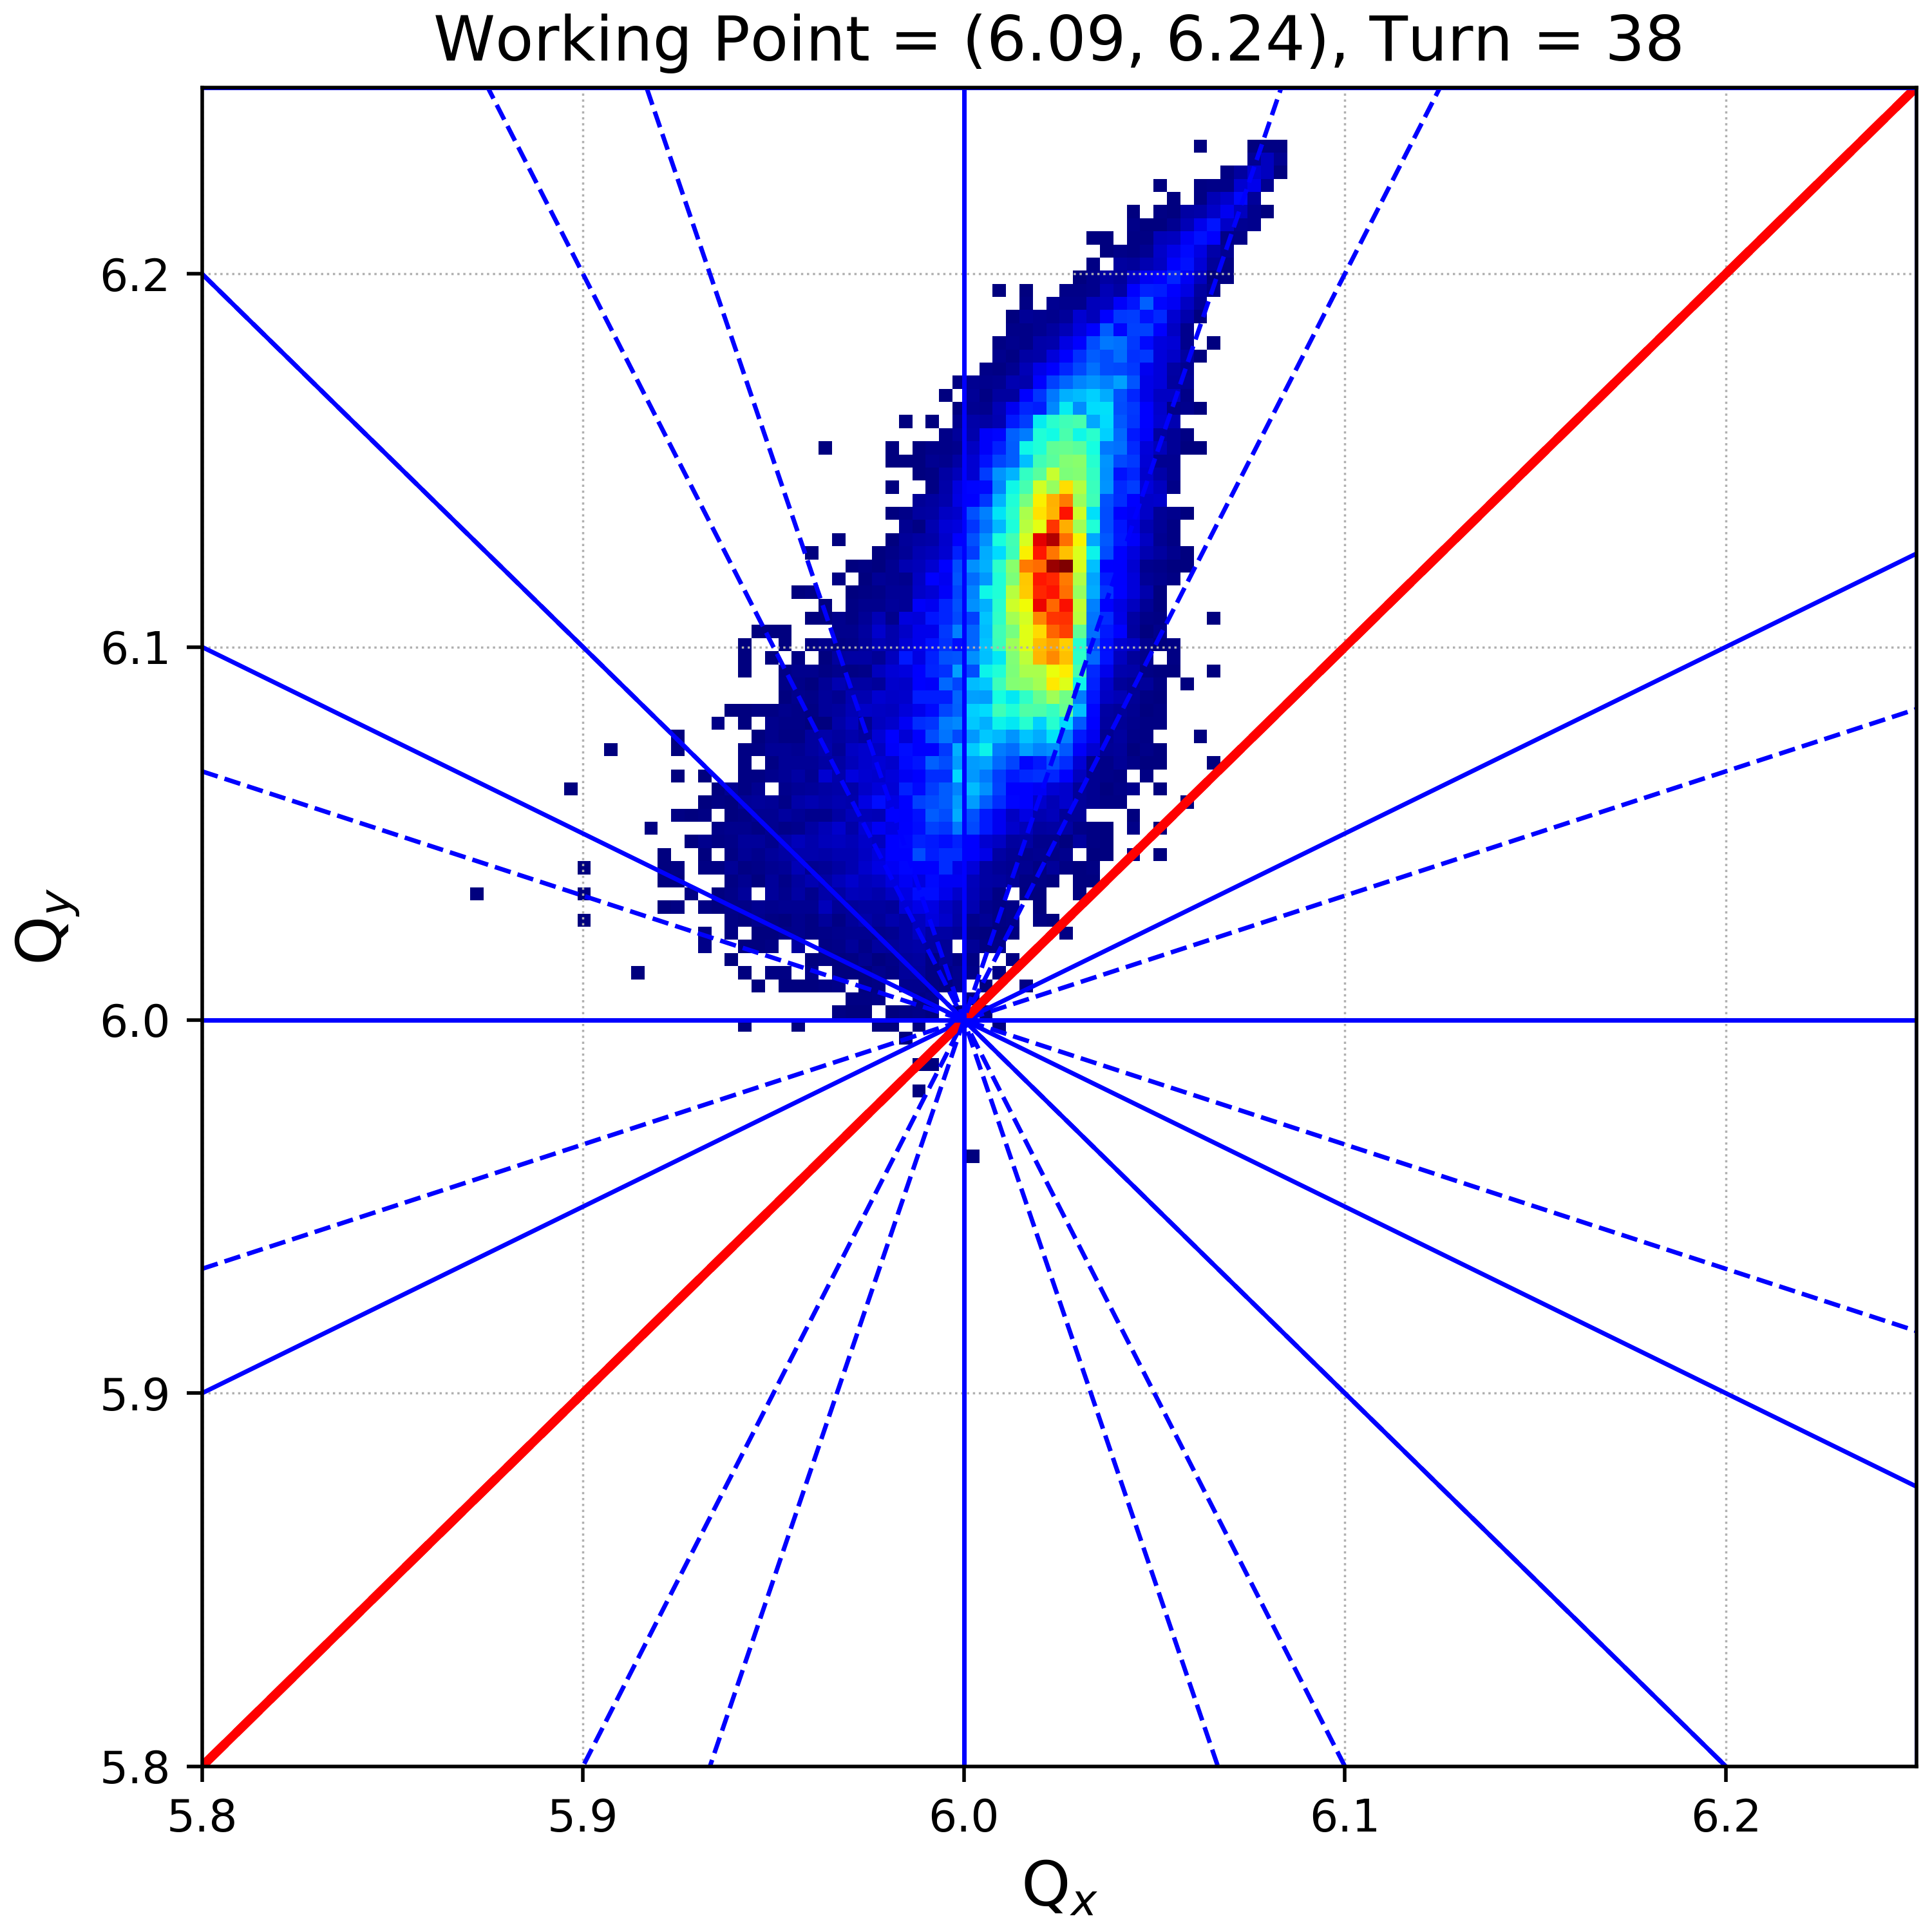 Working Point = (6.09, 6.24), Turn = 38
6.2
6.1
6.0
5.9
5.8
Qy
5.8 5.9 6.0 6.1 6.2
Qx